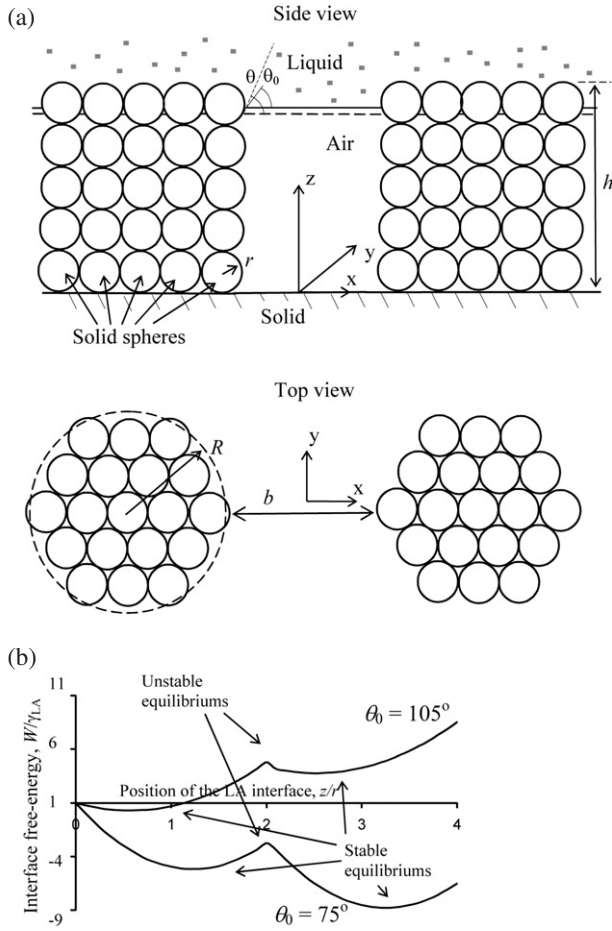 (a)
Side view
Liquid
θ
θ₀
Air
h
z
y
x
r
Solid spheres
Solid
Top view
R
b
y
x
(b)
Interface free-energy, W/γLA
11
6
1
-4
-9
Unstable
equilibriums
θ₀ = 105°
Position of the LA interface, z/r
0
1
2
3
4
Stable
equilibriums
θ₀ = 75°